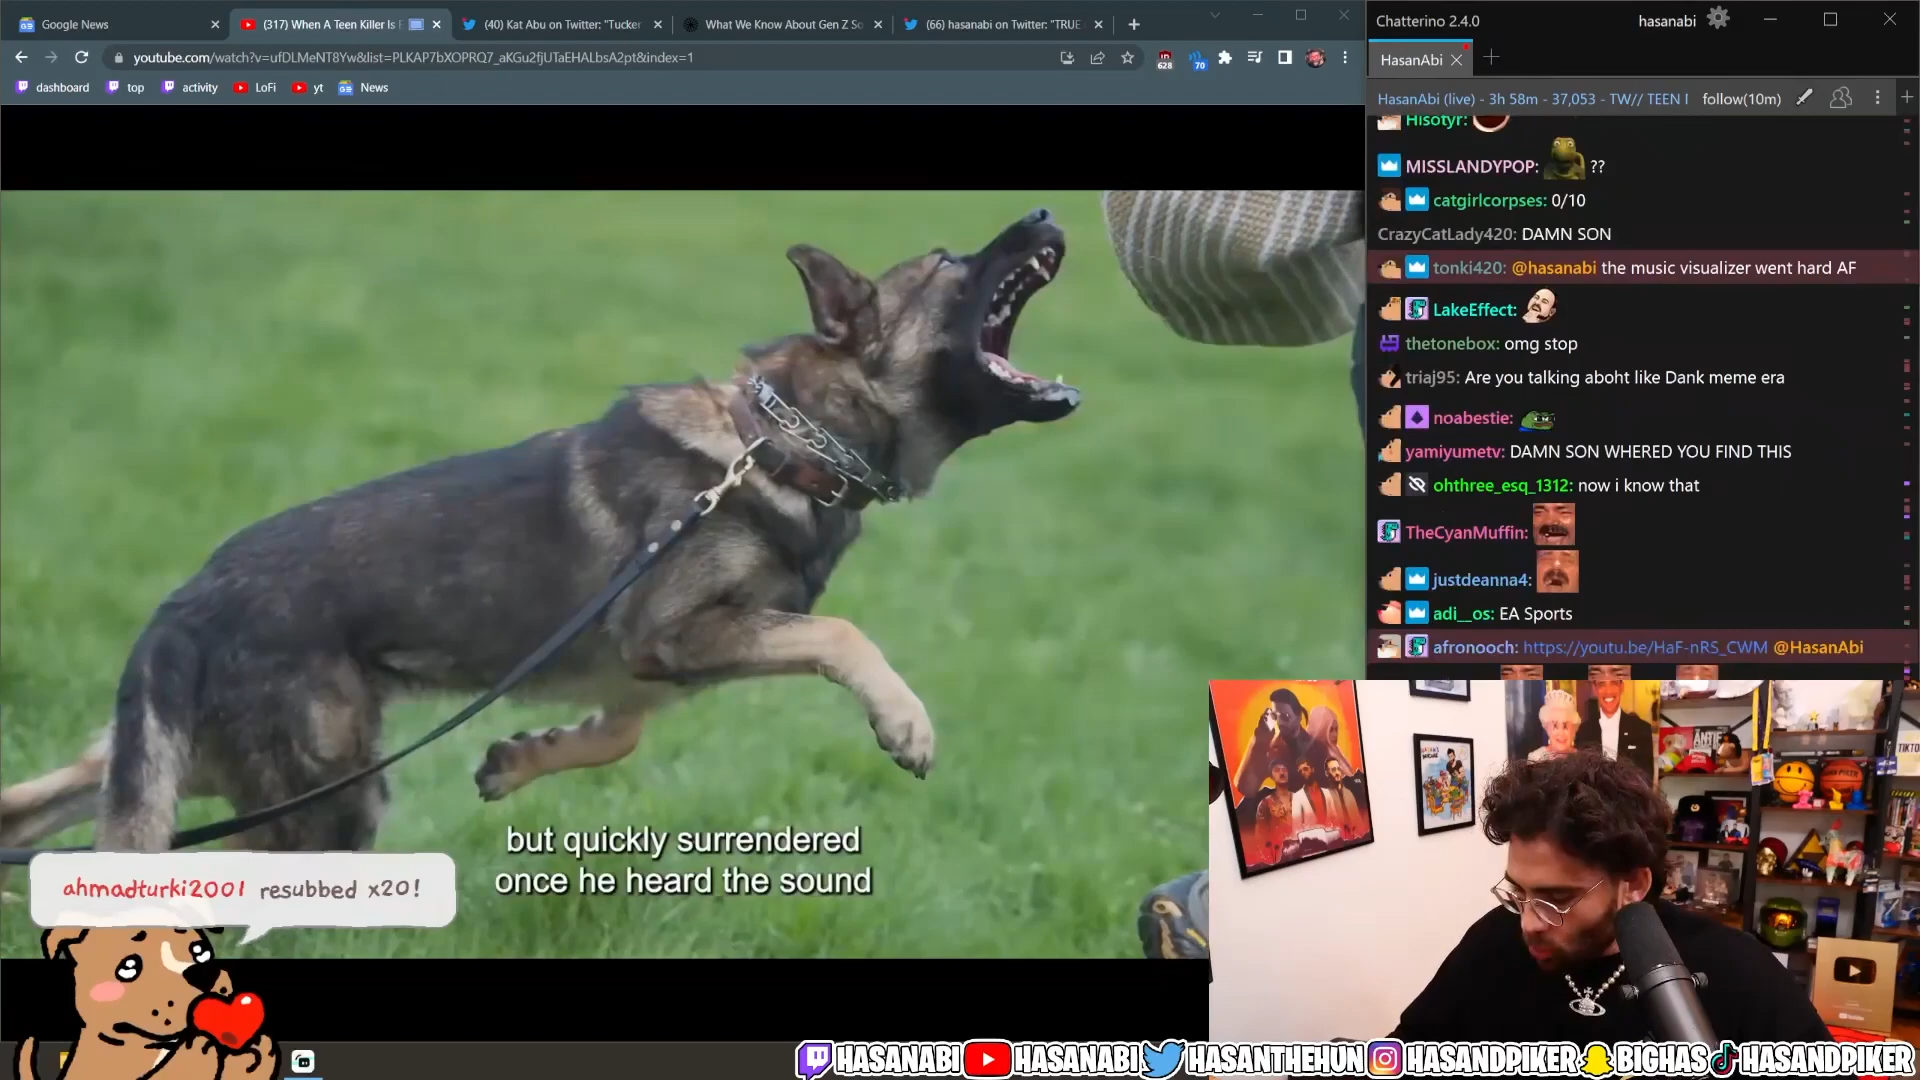 Google News
(317) When A Teen Killer Is
(40) Kat Abu on Twitter: "Tucker
What We Know About Gen Z So
(66) hasanabi on Twitter: "TRUE
youtube.com/watch?v=ufDLMeNT8Yw&list=PLKAP7bXOPRQ7_aKGu2fjUTaEHALbsA2pt&index=1
628
70
dashboard
top
activity
LoFi
yt
News
but quickly surrendered
once he heard the sound
ahmadturki2001 resubbed x20!
Chatterino 2.4.0
hasanabi
HasanAbi
HasanAbi (live) - 3h 58m - 37,053 - TW// TEEN
follow(10m)
Hisotyr:
MISSLANDYPOP: ??
catgirlcorpses: 0/10
CrazyCatLady420: DAMN SON
tonki420: @hasanabi the music visualizer went hard AF
LakeEffect:
thetonebox: omg stop
triaj95: Are you talking aboht like Dank meme era
noabestie:
yamiyumetv: DAMN SON WHERED YOU FIND THIS
ohthree_esq_1312: now i know that
TheCyanMuffin:
justdeanna4:
adi__os: EA Sports
afronooch: https://youtu.be/HaF-nRS_CWM @HasanAbi
HASANABI
HASANABI
HASANTHEHUN
HASANDPIKER
BIGHAS
HASANDPIKER